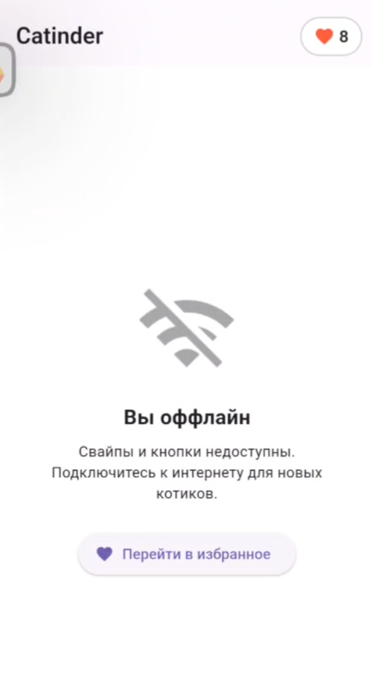 Catinder
8
Вы оффлайн
Свайпы и кнопки недоступны.
Подключитесь к интернету для новых
котиков.
Перейти в избранное